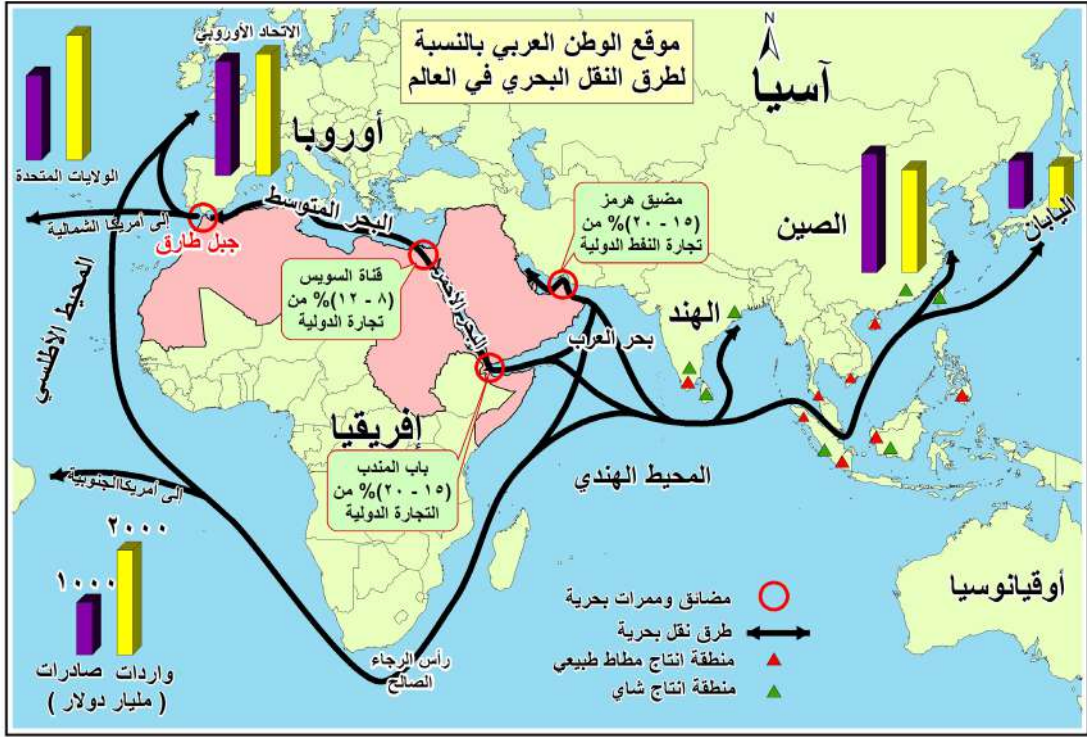 موقع الوطن العربي بالنسبة
لطرق النقل البحري في العالم
N
آسيا
الاتحاد الأوروبي
أوروبا
الولايات المتحدة
إلى أمريكا الشمالية
جبل طارق
البحر المتوسط
مضيق هرمز
(١٥ - ٢٠)% من
تجارة النفط الدولية
الصين
اليابان
قناة السويس
(٨ - ١٢)% من
تجارة الدولية
البحر الأحمر
الهند
بحر العرب
المحيط الأطلسي
إفريقيا
باب المندب
(١٥ - ٢٠)% من
التجارة الدولية
المحيط الهندي
إلى أمريكا الجنوبية
٢٠٠٠
١٠٠٠
واردات صادرات
( مليار دولار )
رأس الرجاء
الصالح
أوقيانوسيا
مضائق وممرات بحرية
طرق نقل بحرية
منطقة انتاج مطاط طبيعي
منطقة انتاج شاي